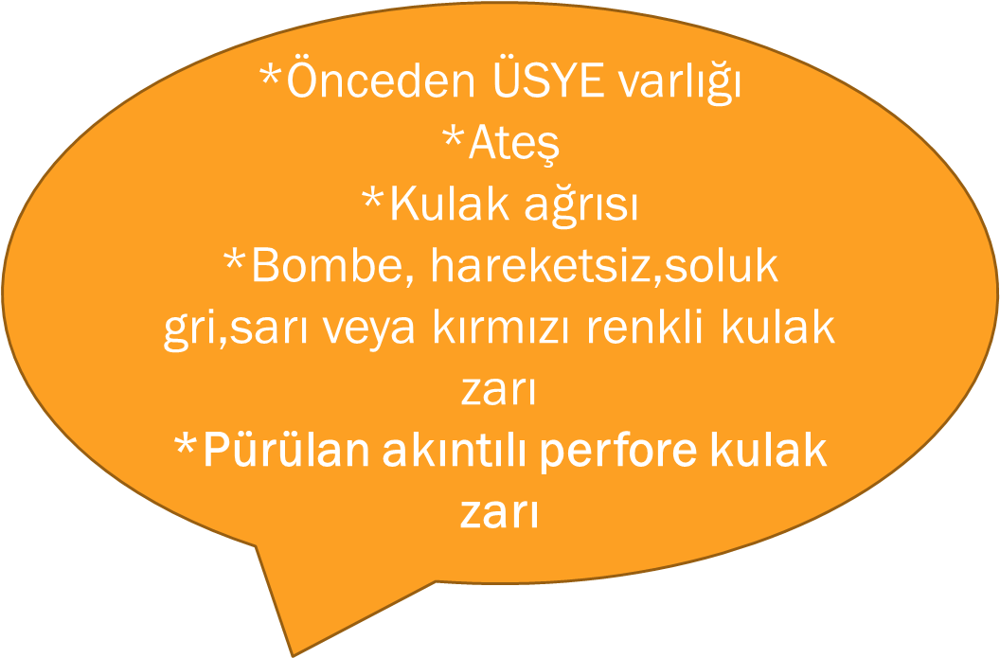 *Önceden ÜSYE varlığı
*Ateş
*Kulak ağrısı
*Bombe, hareketsiz,soluk
gri,sarı veya kırmızı renkli kulak
zarı
*Pürülan akıntılı perfore kulak
zarı